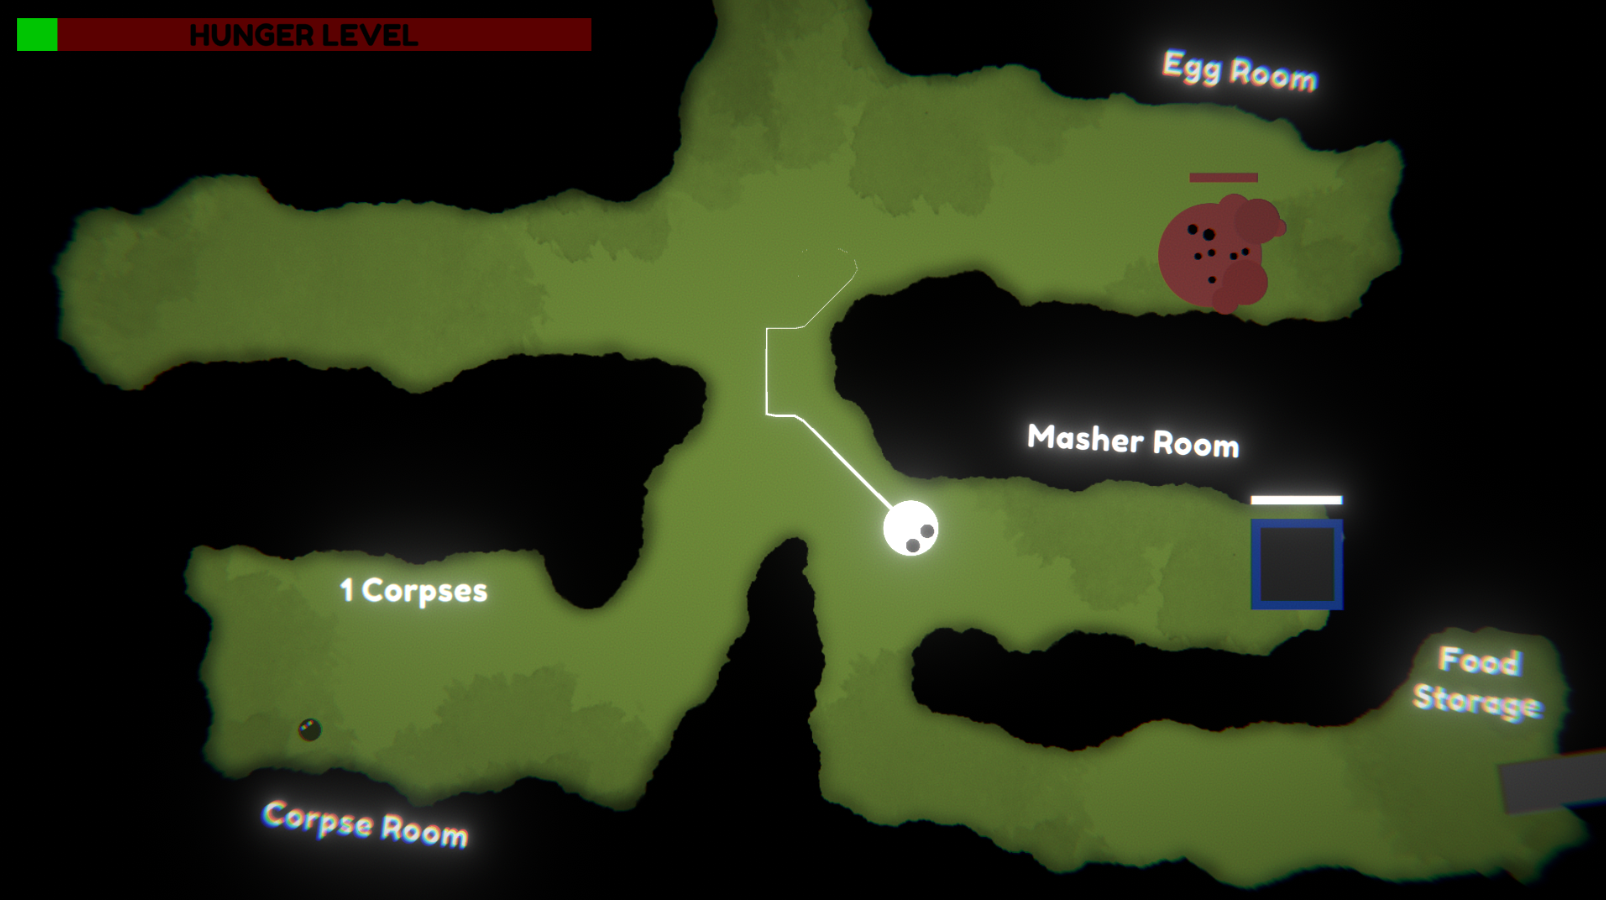 HUNGER LEVEL
Egg Room
Masher Room
1 Corpses
Food
Storage
Corpse Room